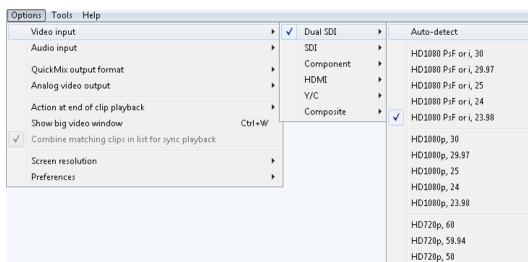 Options Tools Help
Video input
Audio input
QuickMix output format
Analog video output
Action at end of clip playback
Show big video window Ctrl+W
Combine matching clips in list for sync playback
Screen resolution
Preferences
Dual SDI
SDI
Component
HDMI
Y/C
Composite
Auto-detect
HD1080 PsF or i, 30
HD1080 PsF or i, 29.97
HD1080 PsF or i, 25
HD1080 PsF or i, 24
HD1080 PsF or i, 23.98
HD1080p, 30
HD1080p, 29.97
HD1080p, 25
HD1080p, 24
HD1080p, 23.98
HD720p, 60
HD720p, 59.94
HD720p, 50